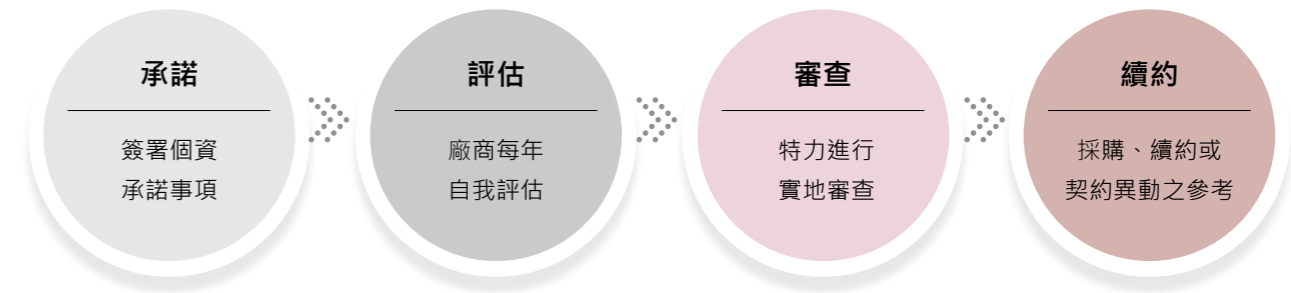 承諾
簽署個資
承諾事項
評估
廠商每年
自我評估
審查
特力進行
實地審查
續約
採購、續約或
契約異動之參考